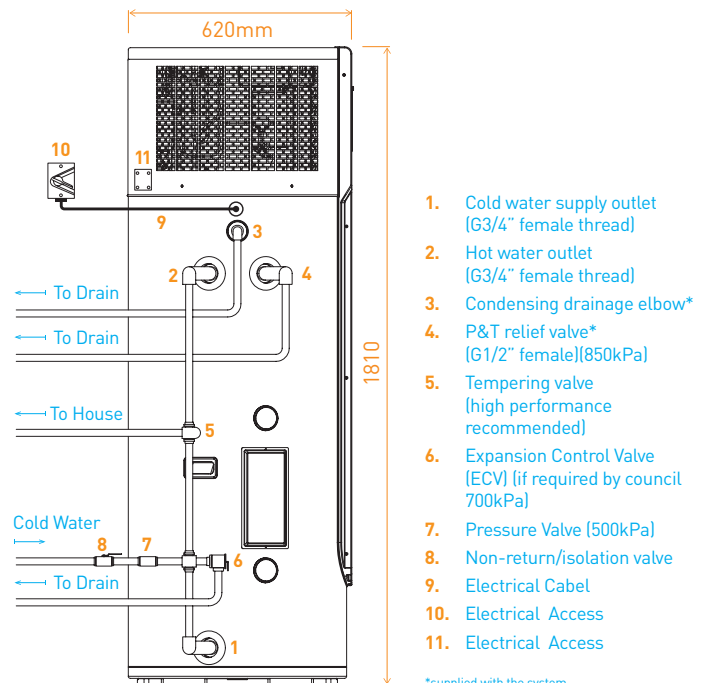 620mm
10
11
9
3
2
4
To Drain
To Drain
1810
To House
5
Cold Water
8
7
6
To Drain
1
1. Cold water supply outlet
(G3/4" female thread)
2. Hot water outlet
(G3/4" female thread)
3. Condensing drainage elbow*
4. P&T relief valve*
(G1/2" female)(850kPa)
5. Tempering valve
(high performance
recommended)
6. Expansion Control Valve
(ECV) (if required by council
700kPa)
7. Pressure Valve (500kPa)
8. Non-return/isolation valve
9. Electrical Cabel
10. Electrical Access
11. Electrical Access
*supplied with the system